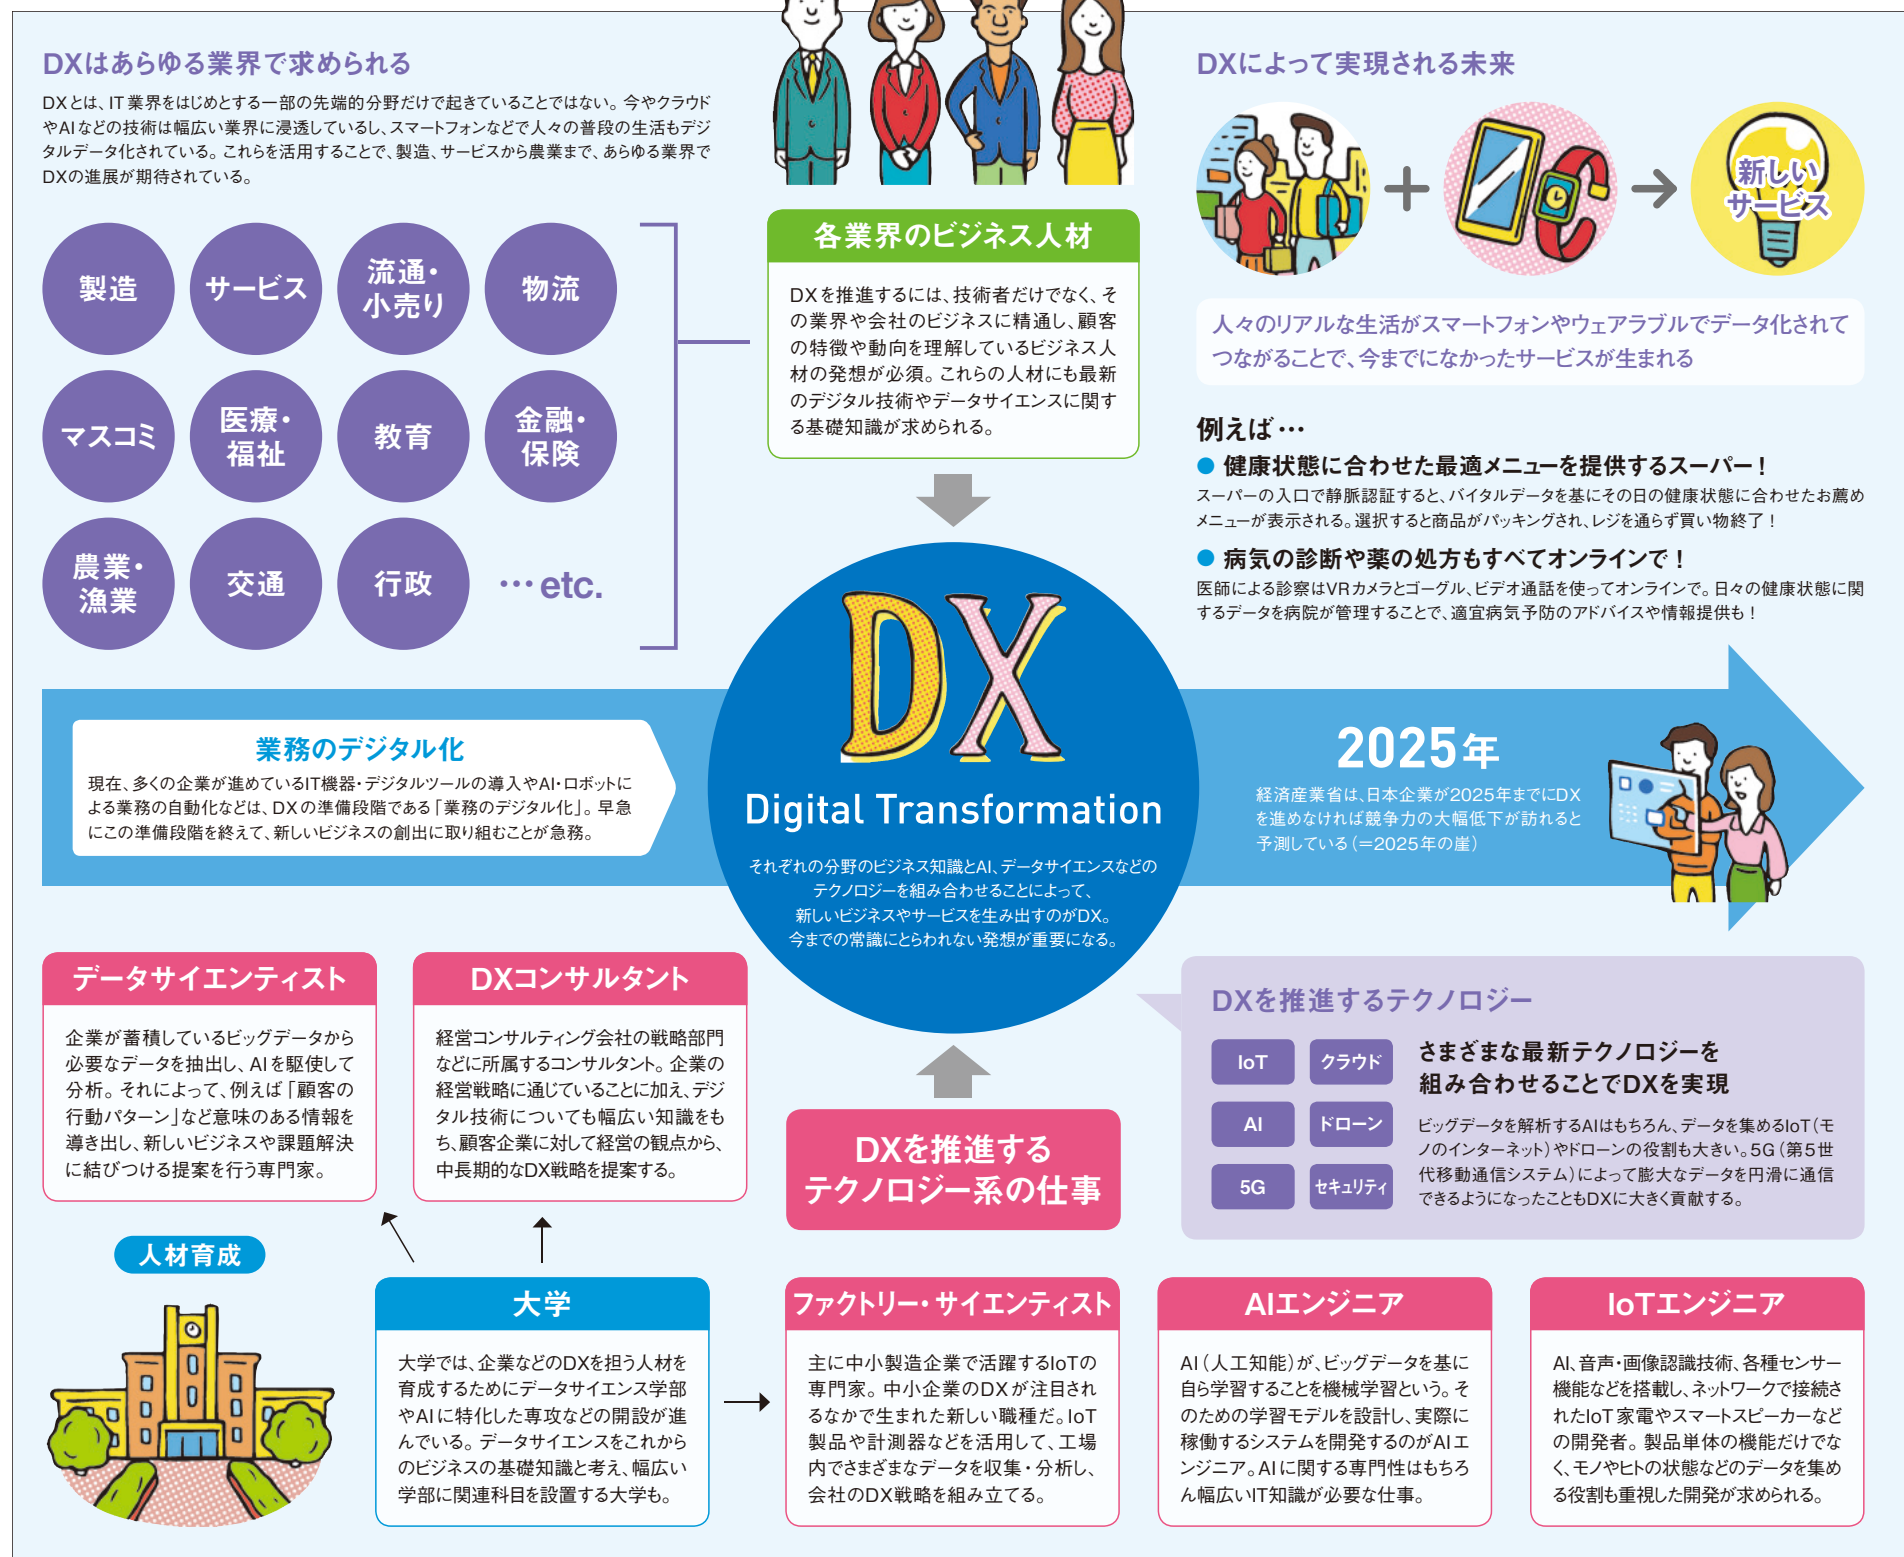 DXはあらゆる業界で求められる
DXとは、IT業界をはじめとする一部の先端的分野だけで起きていることではない。今やクラウド
やAIなどの技術は幅広い業界に浸透しているし、スマートフォンなどで人々の普段の生活もデジ
タルデータ化されている。これらを活用することで、製造、サービスから農業まで、あらゆる業界で
DXの進展が期待されている。
製造
サービス
流通・
小売り
物流
マスコミ
医療・
福祉
教育
金融・
保険
農業・
漁業
交通
行政
…etc.
各業界のビジネス人材
DXを推進するには、技術者だけでなく、そ
の業界や会社のビジネスに精通し、顧客
の特徴や動向を理解しているビジネス人
材の発想が必須。これらの人材にも最新
のデジタル技術やデータサイエンスに関す
る基礎知識が求められる。
DXによって実現される未来
+
新しい
サービス
人々のリアルな生活がスマートフォンやウェアラブルでデータ化されて
つながることで、今までになかったサービスが生まれる
例えば…
● 健康状態に合わせた最適メニューを提供するスーパー！
スーパーの入口で静脈認証すると、バイタルデータを基にその日の健康状態に合わせたお薦め
メニューが表示される。選択すると商品がパッキングされ、レジを通らず買い物終了！
● 病気の診断や薬の処方もすべてオンラインで！
医師による診察はVRカメラとゴーグル、ビデオ通話を使ってオンラインで。日々の健康状態に関
するデータを病院が管理することで、適宜病気予防のアドバイスや情報提供も！
業務のデジタル化
現在、多くの企業が進めているIT機器・デジタルツールの導入やAI・ロボットに
よる業務の自動化などは、DXの準備段階である「業務のデジタル化」。早急
にこの準備段階を終えて、新しいビジネスの創出に取り組むことが急務。
DX
Digital Transformation
それぞれの分野のビジネス知識とAI、データサイエンスなどの
テクノロジーを組み合わせることによって、
新しいビジネスやサービスを生み出すのがDX。
今までの常識にとらわれない発想が重要になる。
2025年
経済産業省は、日本企業が2025年までにDX
を進めなければ競争力の大幅低下が訪れると
予測している（＝2025年の崖）
データサイエンティスト
企業が蓄積しているビッグデータから
必要なデータを抽出し、AIを駆使して
分析。それによって、例えば「顧客の
行動パターン」など意味のある情報を
導き出し、新しいビジネスや課題解決
に結びつける提案を行う専門家。
DXコンサルタント
経営コンサルティング会社の戦略部門
などに所属するコンサルタント。企業の
経営戦略に通じていることに加え、デジ
タル技術についても幅広い知識をも
ち、顧客企業に対して経営の観点から、
中長期的なDX戦略を提案する。
DXを推進する
テクノロジー系の仕事
DXを推進するテクノロジー
IoT
クラウド
AI
ドローン
5G
セキュリティ
さまざまな最新テクノロジーを
組み合わせることでDXを実現
ビッグデータを解析するAIはもちろん、データを集めるIoT（モ
ノのインターネット）やドローンの役割も大きい。5G（第5世
代移動通信システム）によって膨大なデータを円滑に通信
できるようになったこともDXに大きく貢献する。
人材育成
大学
大学では、企業などのDXを担う人材を
育成するためにデータサイエンス学部
やAIに特化した専攻などの開設が進
んでいる。データサイエンスをこれから
のビジネスの基礎知識と考え、幅広い
学部に関連科目を設置する大学も。
ファクトリー・サイエンティスト
主に中小製造企業で活躍するIoTの
専門家。中小企業のDXが注目され
るなかで生まれた新しい職種だ。IoT
製品や計測器などを活用して、工場
内でさまざまなデータを収集・分析し、
会社のDX戦略を組み立てる。
AIエンジニア
AI（人工知能）が、ビッグデータを基に
自ら学習することを機械学習という。そ
のための学習モデルを設計し、実際に
稼働するシステムを開発するのがAIエ
ンジニア。AIに関する専門性はもちろ
ん幅広いIT知識が必要な仕事。
IoTエンジニア
AI、音声・画像認識技術、各種センサー
機能などを搭載し、ネットワークで接続さ
れたIoT家電やスマートスピーカーなど
の開発者。製品単体の機能だけでな
く、モノやヒトの状態などのデータを集め
る役割も重視した開発が求められる。